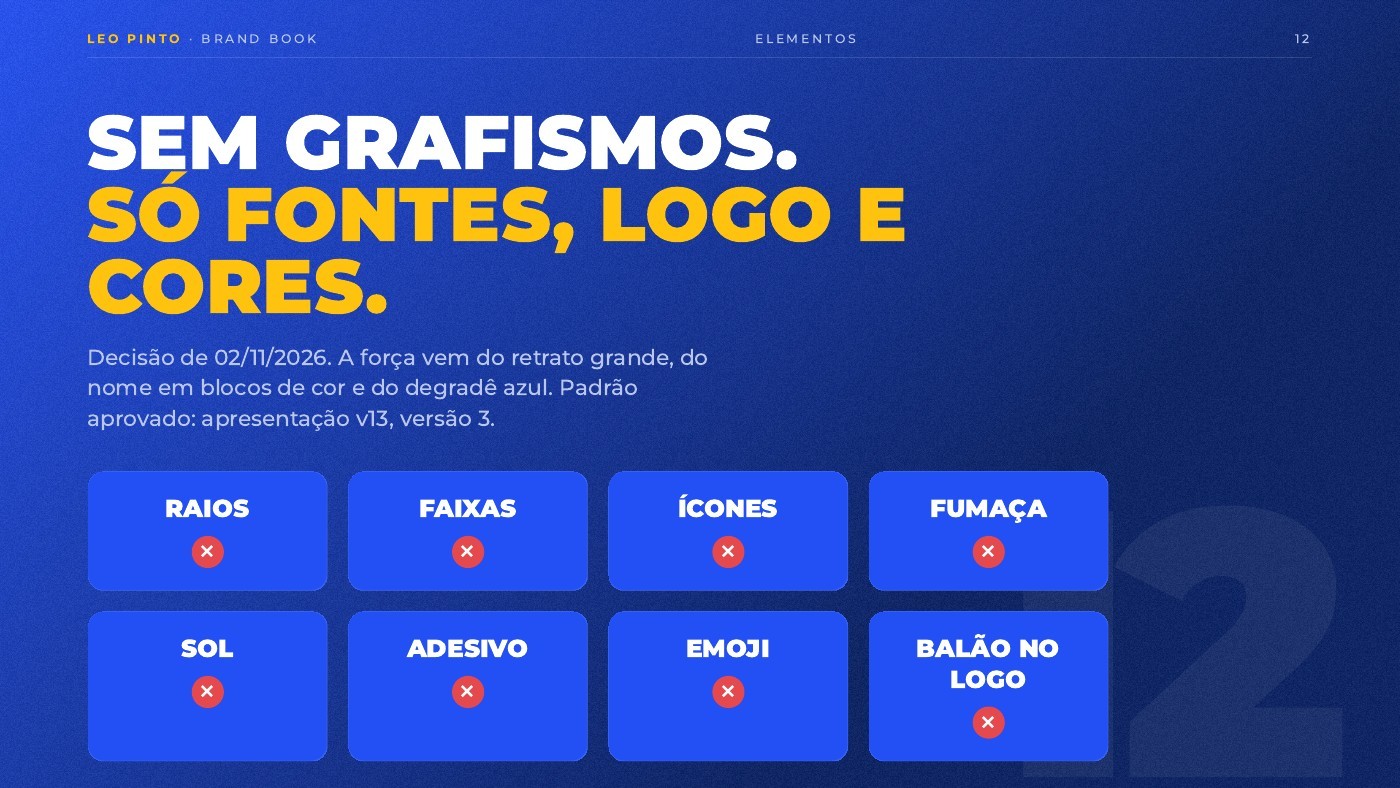 LEO PINTO · BRAND BOOK
ELEMENTOS
12
SEM GRAFISMOS.
SÓ FONTES, LOGO E
CORES.
Decisão de 02/11/2026. A força vem do retrato grande, do
nome em blocos de cor e do degradê azul. Padrão
aprovado: apresentação v13, versão 3.
RAIOS
FAIXAS
ÍCONES
FUMAÇA
SOL
ADESIVO
EMOJI
BALÃO NO
LOGO
12